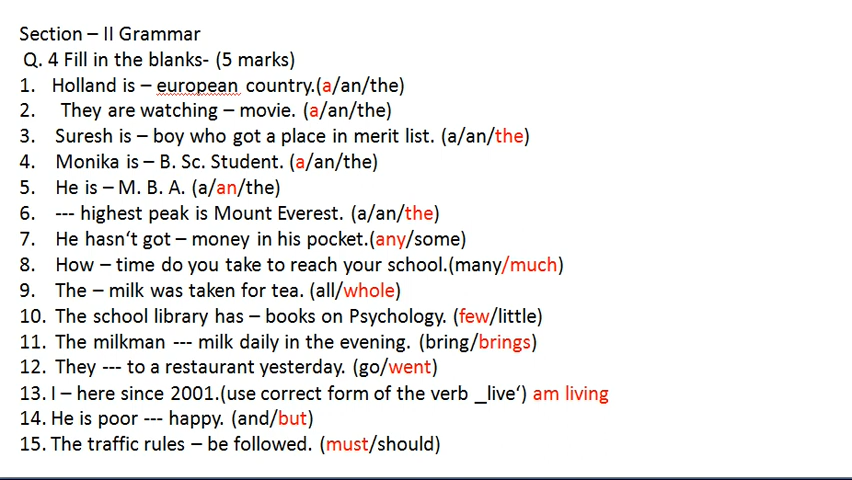 Section – II Grammar
Q. 4 Fill in the blanks- (5 marks)
1. Holland is – european country.(a/an/the)
2. They are watching – movie. (a/an/the)
3. Suresh is – boy who got a place in merit list. (a/an/the)
4. Monika is – B. Sc. Student. (a/an/the)
5. He is – M. B. A. (a/an/the)
6. --- highest peak is Mount Everest. (a/an/the)
7. He hasn‘t got – money in his pocket.(any/some)
8. How – time do you take to reach your school.(many/much)
9. The – milk was taken for tea. (all/whole)
10. The school library has – books on Psychology. (few/little)
11. The milkman --- milk daily in the evening. (bring/brings)
12. They --- to a restaurant yesterday. (go/went)
13. I – here since 2001.(use correct form of the verb _live‘) am living
14. He is poor --- happy. (and/but)
15. The traffic rules – be followed. (must/should)